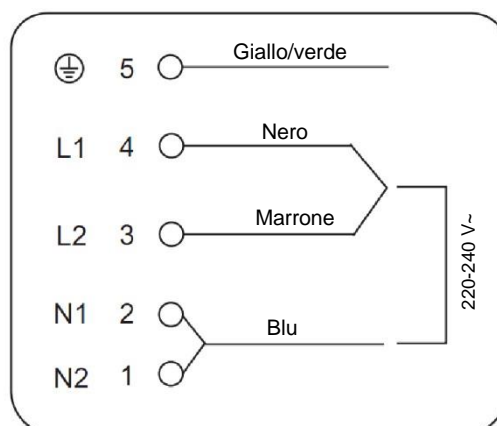 5 Giallo/verde
L1 4 Nero
L2 3 Marrone
N1 2
Blu
N2 1
220-240 V~